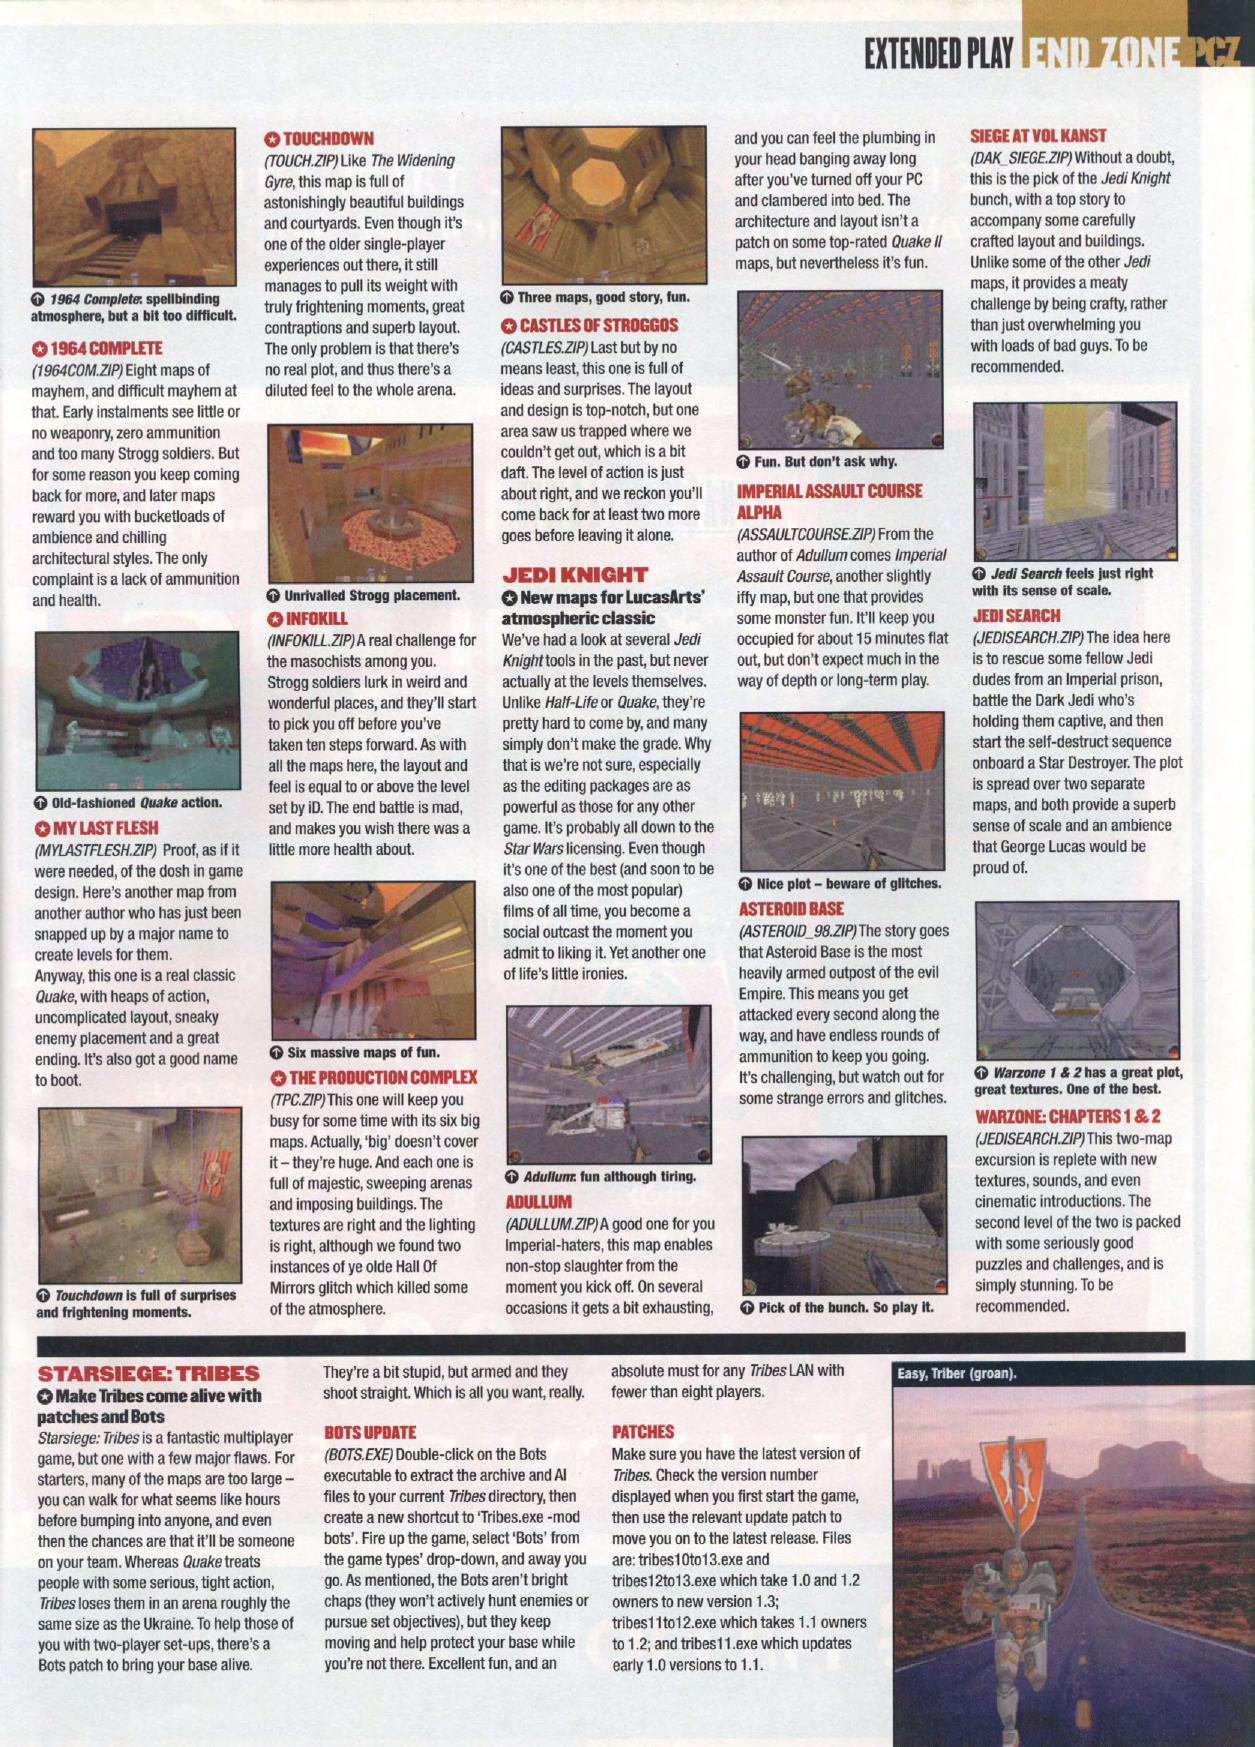 EXTENDED PLAY END ZONE PCZ
1964 Complete: spellbinding
atmosphere, but a bit too difficult.
1964 COMPLETE
(1964COM.ZIP) Eight maps of
mayhem, and difficult mayhem at
that. Early instalments see little or
no weaponry, zero ammunition
and too many Strogg soldiers. But
for some reason you keep coming
back for more, and later maps
reward you with bucketloads of
ambience and chilling
architectural styles. The only
complaint is a lack of ammunition
and health.
Old-fashioned Quake action.
MY LAST FLESH
(MYLASTFLESH.ZIP) Proof, as if it
were needed, of the dosh in game
design. Here's another map from
another author who has just been
snapped up by a major name to
create levels for them.
Anyway, this one is a real classic
Quake, with heaps of action,
uncomplicated layout, sneaky
enemy placement and a great
ending. It's also got a good name
to boot.
Touchdown is full of surprises
and frightening moments.
TOUCHDOWN
(TOUCH.ZIP) Like The Widening
Gyre, this map is full of
astonishingly beautiful buildings
and courtyards. Even though it's
one of the older single-player
experiences out there, it still
manages to pull its weight with
truly frightening moments, great
contraptions and superb layout.
The only problem is that there's
no real plot, and thus there's a
diluted feel to the whole arena.
Unrivalled Strogg placement.
INFOKILL
(INFOKILL.ZIP) A real challenge for
the masochists among you.
Strogg soldiers lurk in weird and
wonderful places, and they'll start
to pick you off before you've
taken ten steps forward. As with
all the maps here, the layout and
feel is equal to or above the level
set by iD. The end battle is mad,
and makes you wish there was a
little more health about.
Six massive maps of fun.
THE PRODUCTION COMPLEX
(TPC.ZIP) This one will keep you
busy for some time with its six big
maps. Actually, 'big' doesn't cover
it – they're huge. And each one is
full of majestic, sweeping arenas
and imposing buildings. The
textures are right and the lighting
is right, although we found two
instances of ye olde Hall Of
Mirrors glitch which killed some
of the atmosphere.
Three maps, good story, fun.
CASTLES OF STROGGOS
(CASTLES.ZIP) Last but by no
means least, this one is full of
ideas and surprises. The layout
and design is top-notch, but one
area saw us trapped where we
couldn't get out, which is a bit
daft. The level of action is just
about right, and we reckon you'll
come back for at least two more
goes before leaving it alone.
JEDI KNIGHT
New maps for LucasArts'
atmospheric classic
We've had a look at several Jedi
Knight tools in the past, but never
actually at the levels themselves.
Unlike Half-Life or Quake, they're
pretty hard to come by, and many
simply don't make the grade. Why
that is we're not sure, especially
as the editing packages are as
powerful as those for any other
game. It's probably all down to the
Star Wars licensing. Even though
it's one of the best (and soon to be
also one of the most popular)
films of all time, you become a
social outcast the moment you
admit to liking it. Yet another one
of life's little ironies.
Adullum: fun although tiring.
ADULLUM
(ADULLUM.ZIP) A good one for you
Imperial-haters, this map enables
non-stop slaughter from the
moment you kick off. On several
occasions it gets a bit exhausting,
and you can feel the plumbing in
your head banging away long
after you've turned off your PC
and clambered into bed. The
architecture and layout isn't a
patch on some top-rated Quake II
maps, but nevertheless it's fun.
Fun. But don't ask why.
IMPERIAL ASSAULT COURSE
ALPHA
(ASSAULTCOURSE.ZIP) From the
author of Adullum comes Imperial
Assault Course, another slightly
iffy map, but one that provides
some monster fun. It'll keep you
occupied for about 15 minutes flat
out, but don't expect much in the
way of depth or long-term play.
Nice plot – beware of glitches.
ASTEROID BASE
(ASTEROID_98.ZIP) The story goes
that Asteroid Base is the most
heavily armed outpost of the evil
Empire. This means you get
attacked every second along the
way, and have endless rounds of
ammunition to keep you going.
It's challenging, but watch out for
some strange errors and glitches.
Pick of the bunch. So play it.
SIEGE AT VOL KANST
(DAK_SIEGE.ZIP) Without a doubt,
this is the pick of the Jedi Knight
bunch, with a top story to
accompany some carefully
crafted layout and buildings.
Unlike some of the other Jedi
maps, it provides a meaty
challenge by being crafty, rather
than just overwhelming you
with loads of bad guys. To be
recommended.
Jedi Search feels just right
with its sense of scale.
JEDI SEARCH
(JEDISEARCH.ZIP) The idea here
is to rescue some fellow Jedi
dudes from an Imperial prison,
battle the Dark Jedi who's
holding them captive, and then
start the self-destruct sequence
onboard a Star Destroyer. The plot
is spread over two separate
maps, and both provide a superb
sense of scale and an ambience
that George Lucas would be
proud of.
Warzone 1 & 2 has a great plot,
great textures. One of the best.
WARZONE: CHAPTERS 1 & 2
(JEDISEARCH.ZIP) This two-map
excursion is replete with new
textures, sounds, and even
cinematic introductions. The
second level of the two is packed
with some seriously good
puzzles and challenges, and is
simply stunning. To be
recommended.
STARSIEGE: TRIBES
Make Tribes come alive with
patches and Bots
Starsiege: Tribes is a fantastic multiplayer
game, but one with a few major flaws. For
starters, many of the maps are too large –
you can walk for what seems like hours
before bumping into anyone, and even
then the chances are that it'll be someone
on your team. Whereas Quake treats
people with some serious, tight action,
Tribes loses them in an arena roughly the
same size as the Ukraine. To help those of
you with two-player set-ups, there's a
Bots patch to bring your base alive.
They're a bit stupid, but armed and they
shoot straight. Which is all you want, really.
BOTS UPDATE
(BOTS.EXE) Double-click on the Bots
executable to extract the archive and AI
files to your current Tribes directory, then
create a new shortcut to 'Tribes.exe -mod
bots'. Fire up the game, select 'Bots' from
the game types' drop-down, and away you
go. As mentioned, the Bots aren't bright
chaps (they won't actively hunt enemies or
pursue set objectives), but they keep
moving and help protect your base while
you're not there. Excellent fun, and an
absolute must for any Tribes LAN with
fewer than eight players.
PATCHES
Make sure you have the latest version of
Tribes. Check the version number
displayed when you first start the game,
then use the relevant update patch to
move you on to the latest release. Files
are: tribes10to13.exe and
tribes12to13.exe which take 1.0 and 1.2
owners to new version 1.3;
tribes11to12.exe which takes 1.1 owners
to 1.2; and tribes11.exe which updates
early 1.0 versions to 1.1.
Easy, Triber (groan).